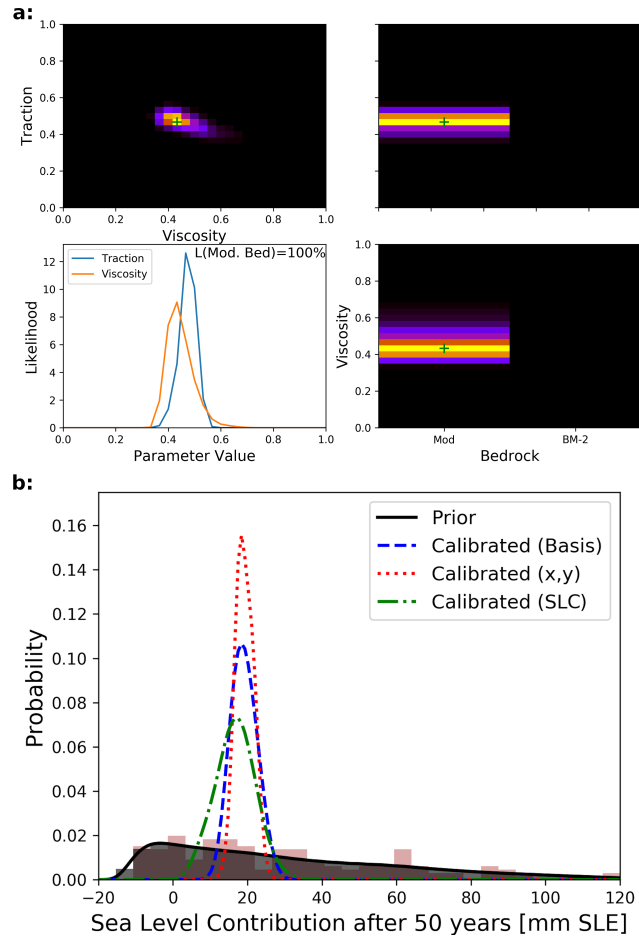 a:
1.0
0.8
0.6
0.4
0.2
0.0
Traction
0.0 0.2 0.4 0.6 0.8 1.0
Viscosity
12
10
8
6
4
2
0
Likelihood
Traction
Viscosity
L(Mod. Bed)=100%
0.0 0.2 0.4 0.6 0.8 1.0
Parameter Value
1.0
0.8
0.6
0.4
0.2
0.0
Viscosity
Mod BM-2
Bedrock
b:
0.16
0.14
0.12
0.10
0.08
0.06
0.04
0.02
0.00
Probability
Prior
Calibrated (Basis)
Calibrated (x,y)
Calibrated (SLC)
−20 0 20 40 60 80 100 120
Sea Level Contribution after 50 years [mm SLE]